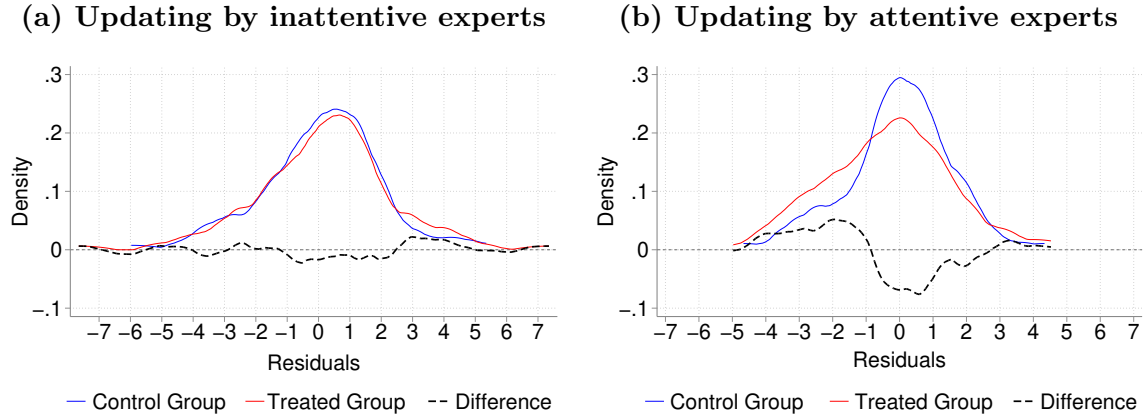 (a) Updating by inattentive experts
.3
.2
.1
0
−.1
Density
−7 −6 −5 −4 −3 −2 −1 0 1 2 3 4 5 6 7
Residuals
Control Group Treated Group Difference
(b) Updating by attentive experts
.3
.2
.1
0
−.1
Density
−7 −6 −5 −4 −3 −2 −1 0 1 2 3 4 5 6 7
Residuals
Control Group Treated Group Difference